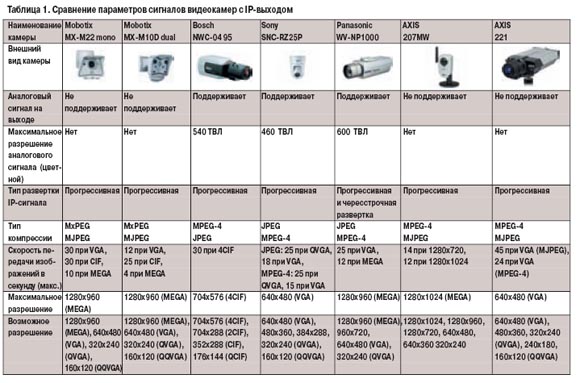 Таблица 1. Сравнение параметров сигналов видеокамер с IP-выходом
Наименование камеры | Mobotix MX-M22 mono | Mobotix MX-M10D dual | Bosch NWC-04 95 | Sony SNC-RZ25P | Panasonic WV-NP1000 | AXIS 207MW | AXIS 221
Внешний вид камеры
Аналоговый сигнал на выходе | Не поддерживает | Не поддерживает | Поддерживает | Поддерживает | Поддерживает | Не поддерживает | Не поддерживает
Максимальное разрешение аналогового сигнала (цветной) | Нет | Нет | 540 ТВЛ | 460 ТВЛ | 600 ТВЛ | Нет | Нет
Тип развертки IP-сигнала | Прогрессивная | Прогрессивная | Прогрессивная | Прогрессивная | Прогрессивная и чересстрочная развертка | Прогрессивная | Прогрессивная
Тип компрессии | MxPEG MJPEG | MxPEG MJPEG | MPEG-4 JPEG | JPEG MPEG-4 | JPEG MPEG-4 | MPEG-4 MJPEG | MPEG-4 MJPEG
Скорость передачи изображений в секунду (макс.) | 30 при VGA, 30 при CIF, 10 при MEGA | 12 при VGA, 25 при CIF, 4 при MEGA | 30 при 4CIF | JPEG: 25 при QVGA, 18 при VGA, MPEG-4: 25 при QVGA, 15 при VGA | 25 при VGA, 12 при MEGA | 14 при 1280x720, 12 при 1280x1024 | 45 при VGA (MJPEG), 24 при VGA (MPEG-4)
Максимальное разрешение | 1280x960 (MEGA) | 1280x960 (MEGA) | 704x576 (4CIF) | 640x480 (VGA) | 1280x960 (MEGA) | 1280x1024 (MEGA) | 640x480 (VGA)
Возможное разрешение | 1280x960 (MEGA), 640x480 (VGA), 320x240 (QVGA), 160x120 (QQVGA) | 1280x960 (MEGA), 640x480 (VGA), 320x240 (QVGA), 160x120 (QQVGA) | 704x576 (4CIF), 704x288 (2CIF), 352x288 (CIF), 176x144 (QCIF) | 640x480 (VGA), 480x360, 384x288, 320x240 (QVGA), 160x120 (QQVGA) | 1280x960 (MEGA), 960x720, 640x480 (VGA), 320x240 (QVGA) | 1280x1024, 1280x960, 1280x720, 640x480, 640x360 320x240 | 640x480 (VGA), 480x360, 320x240 (QVGA), 240x180, 160x120 (QQVGA)